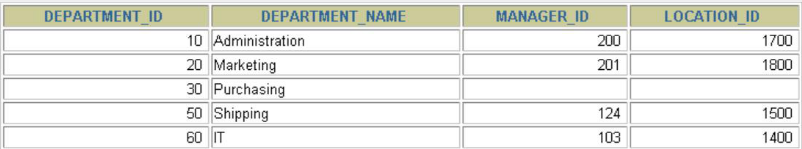 DEPARTMENT_ID DEPARTMENT_NAME MANAGER_ID LOCATION_ID
10 Administration 200 1700
20 Marketing 201 1800
30 Purchasing
50 Shipping 124 1500
60 IT 103 1400